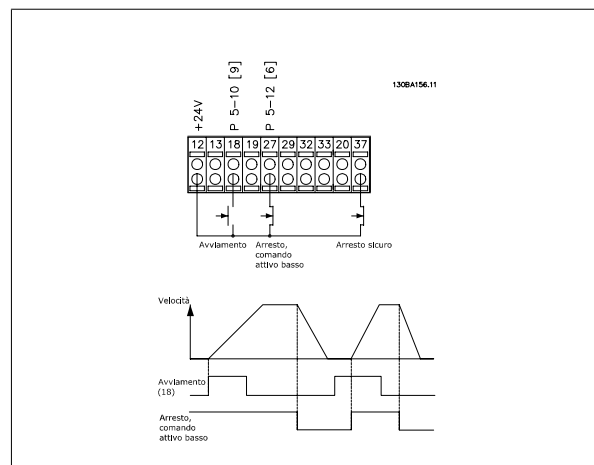 130BA156.11
+24V
P 5-10 [9]
P 5-12 [6]
12 13 18 19 27 29 32 33 20 37
Avviamento
Arresto,
comando
attivo basso
Arresto sicuro
Velocità
Avviamento
(18)
Arresto,
comando
attivo basso